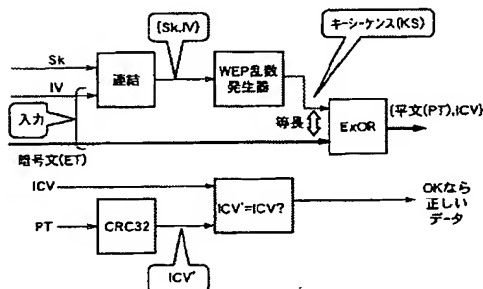 {Sk,IV}
キーシーケンス(KS)
Sk
IV
連結
WEP乱数
発生器
入力
等長
ExOR
{平文(PT),ICV}
暗号文(ET)
ICV
ICV'=ICV?
OKなら
正しい
データ
PT
CRC32
ICV'